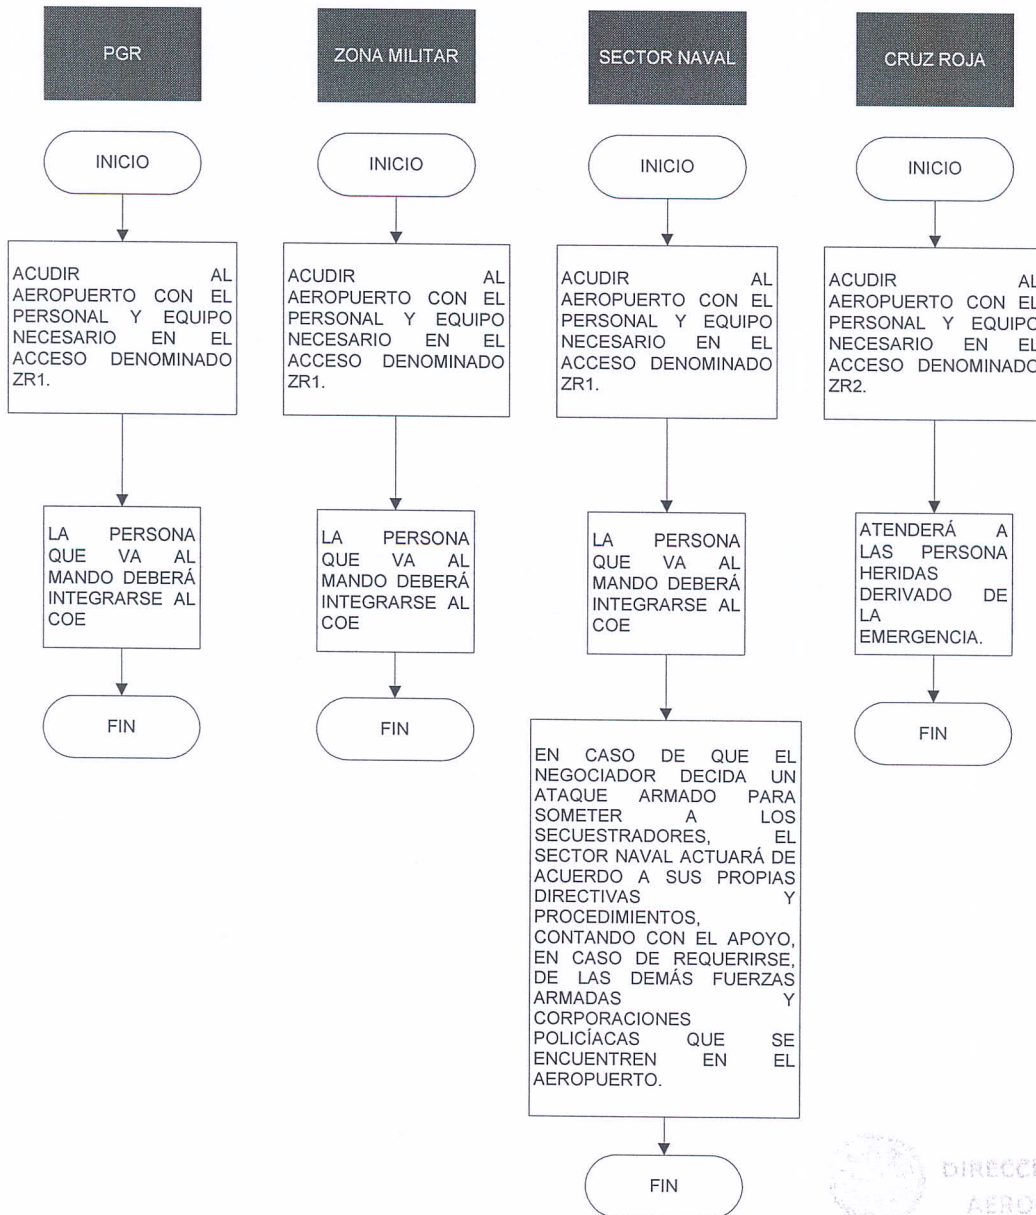 PGR
INICIO
ACUDIR AL
AEROPUERTO CON EL
PERSONAL Y EQUIPO
NECESARIO EN EL
ACCESO DENOMINADO
ZR1.
LA PERSONA
QUE VA AL
MANDO DEBERÁ
INTEGRARSE AL
COE
FIN
ZONA MILITAR
INICIO
ACUDIR AL
AEROPUERTO CON EL
PERSONAL Y EQUIPO
NECESARIO EN EL
ACCESO DENOMINADO
ZR1.
LA PERSONA
QUE VA AL
MANDO DEBERÁ
INTEGRARSE AL
COE
FIN
SECTOR NAVAL
INICIO
ACUDIR AL
AEROPUERTO CON EL
PERSONAL Y EQUIPO
NECESARIO EN EL
ACCESO DENOMINADO
ZR1.
LA PERSONA
QUE VA AL
MANDO DEBERÁ
INTEGRARSE AL
COE
EN CASO DE QUE EL
NEGOCIADOR DECIDA UN
ATAQUE ARMADO PARA
SOMETER A LOS
SECUESTRADORES, EL
SECTOR NAVAL ACTUARÁ DE
ACUERDO A SUS PROPIAS
DIRECTIVAS Y
PROCEDIMIENTOS,
CONTANDO CON EL APOYO,
EN CASO DE REQUERIRSE,
DE LAS DEMÁS FUERZAS
ARMADAS Y
CORPORACIONES
POLICÍACAS QUE SE
ENCUENTREN EN EL
AEROPUERTO.
FIN
CRUZ ROJA
INICIO
ACUDIR AL
AEROPUERTO CON EL
PERSONAL Y EQUIPO
NECESARIO EN EL
ACCESO DENOMINADO
ZR2.
ATENDERÁ A
LAS PERSONA
HERIDAS
DERIVADO DE
LA
EMERGENCIA.
FIN